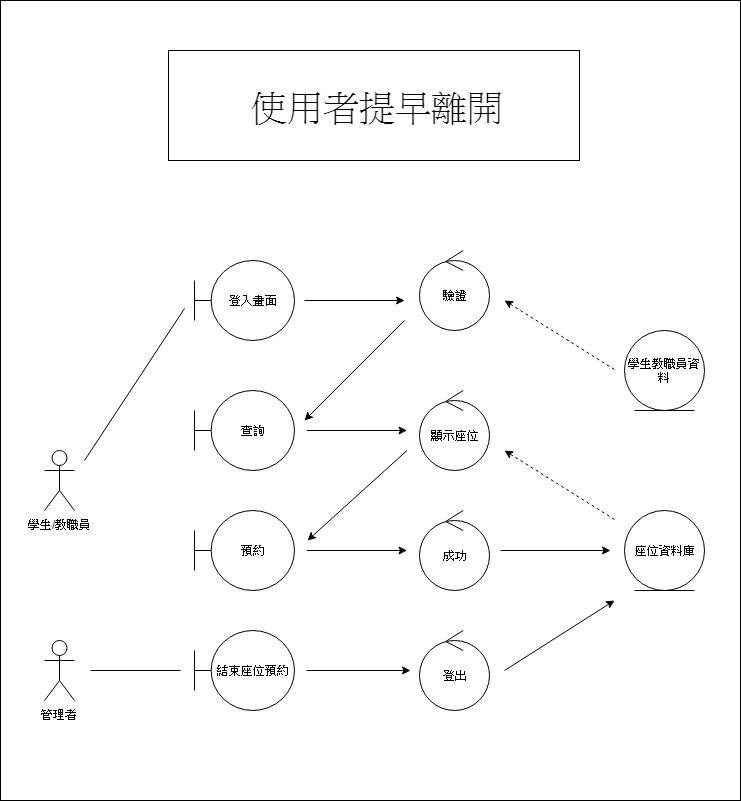 使用者提早離開
登入畫面
驗證
學生教職員資
料
查詢
顯示座位
學生/教職員
預約
成功
座位資料庫
結束座位預約
登出
管理者